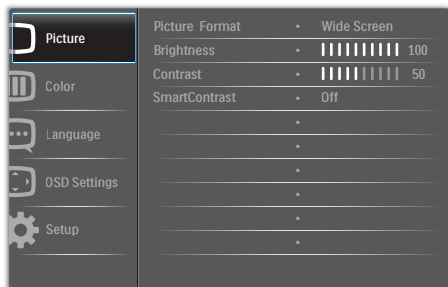 Picture
Color
Language
OSD Settings
Setup
Picture Format • Wide Screen
Brightness • 100
Contrast • 50
SmartContrast • Off
•
•
•
•
•
•